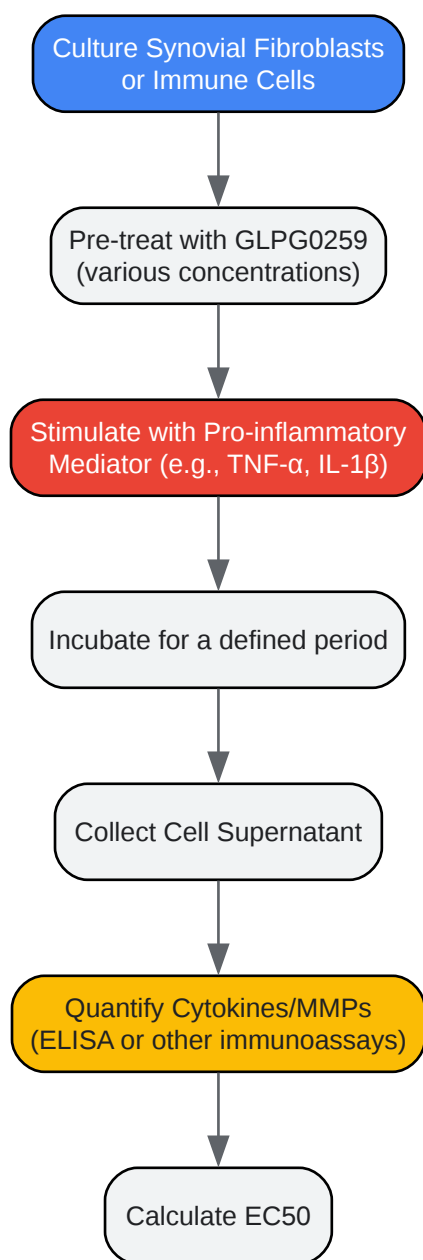 Culture Synovial Fibroblasts
or Immune Cells
Pre-treat with GLPG0259
(various concentrations)
Stimulate with Pro-inflammatory
Mediator (e.g., TNF-α, IL-1β)
Incubate for a defined period
Collect Cell Supernatant
Quantify Cytokines/MMPs
(ELISA or other immunoassays)
Calculate EC50